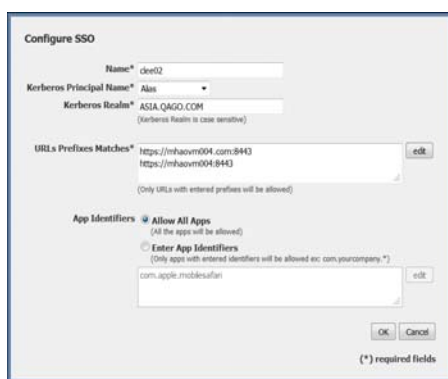 Configure SSO
Name* clee02
Kerberos Principal Name* Alas
Kerberos Realm* ASIA.QAGO.COM
(Kerberos Realm is case sensitive)
URLs Prefixes Matches* https://mhaovm004.com:8443
https://mhaovm004:8443
edit
(Only URLs with entered prefixes will be allowed)
App Identifiers Allow All Apps
(All the apps will be allowed)
Enter App Identifiers
(Only apps with entered identifiers will be allowed ex: com.yourcompany.*)
com.apple.moblesafari
edit
OK Cancel
(*) required fields